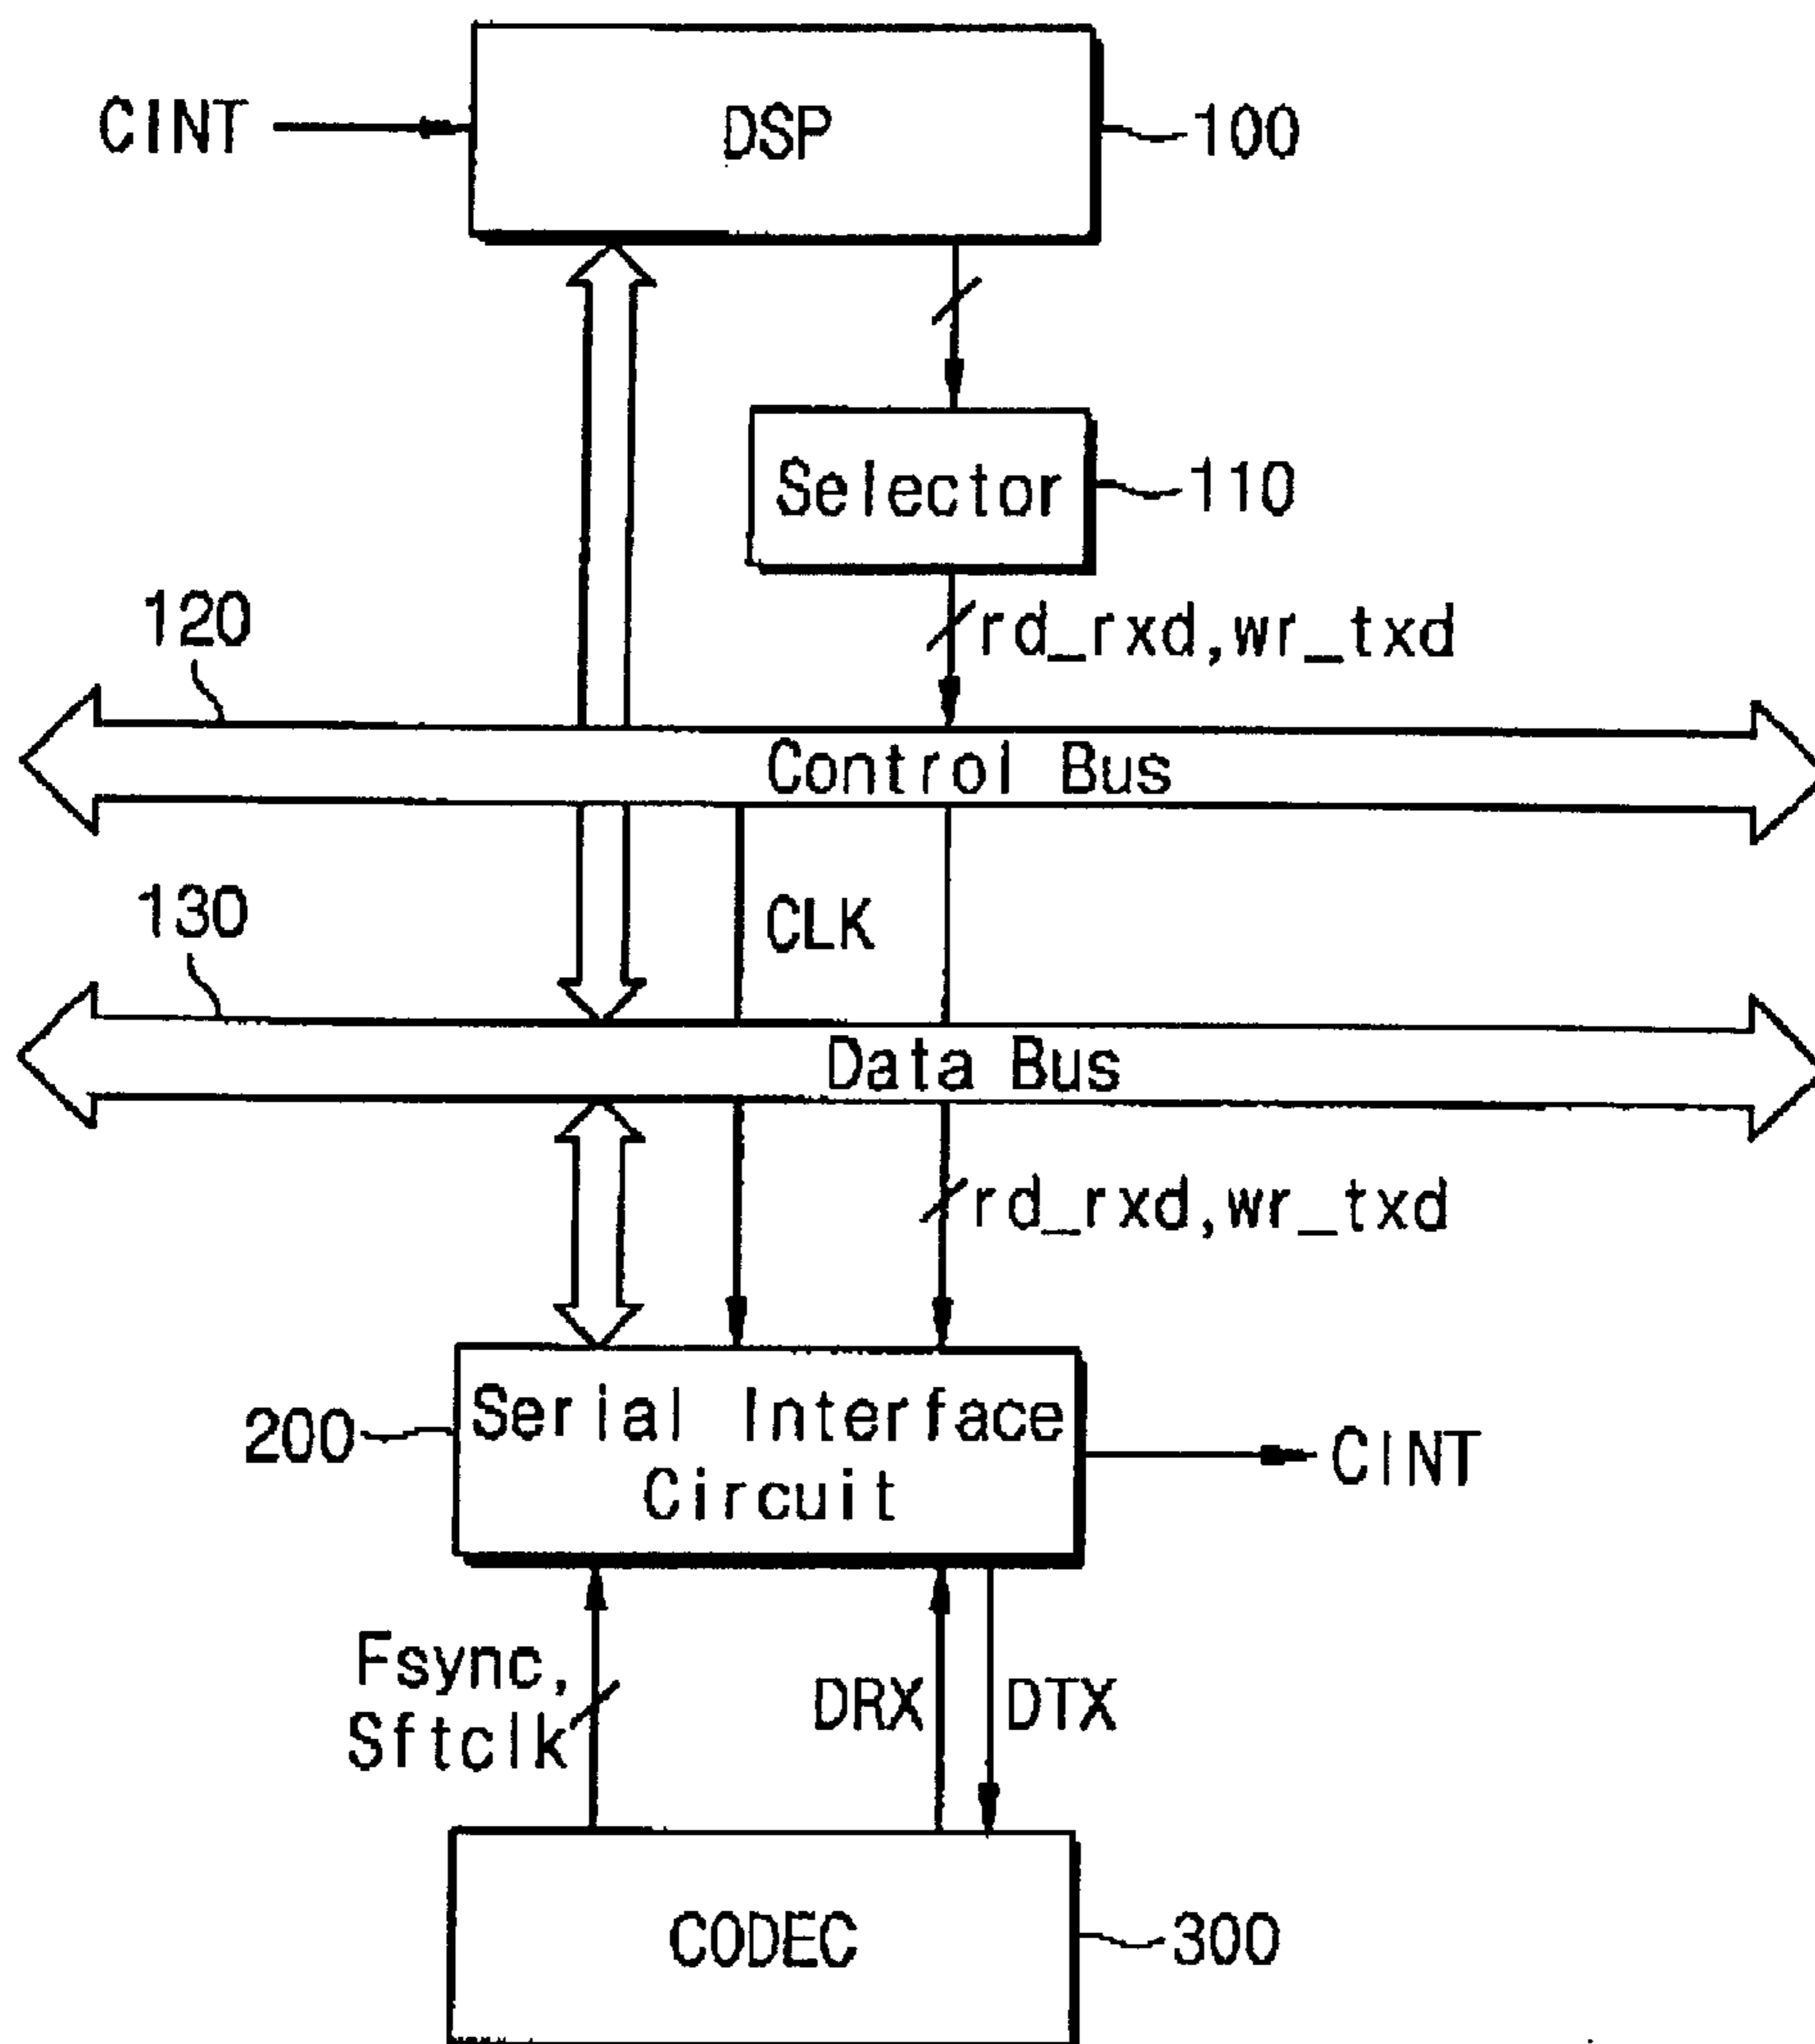 CINT
DSP
100
Selector
110
rd_rxd,wr_txd
120
Control Bus
130
CLK
Data Bus
rd_rxd,wr_txd
200
Serial Interface
Circuit
CINT
Fsync,
Sftclk
DRX
DTX
CODEC
300